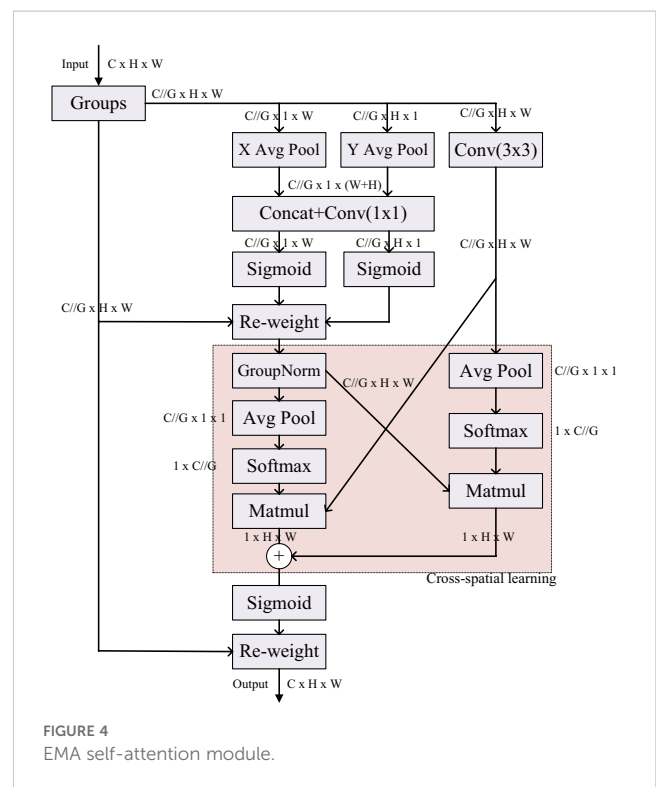 Input C x H x W
Groups
C//G x H x W
C//G x 1 x W
C//G x H x 1
C//G x H x W
X Avg Pool
Y Avg Pool
Conv(3x3)
C//G x 1 x (W+H)
Concat+Conv(1x1)
C//G x 1 x W
C//G x H x 1
C//G x H x W
Sigmoid
Sigmoid
C//G x H x W
Re-weight
GroupNorm
C//G x H x W
Avg Pool
C//G x 1 x 1
C//G x 1 x 1
Avg Pool
Softmax
1 x C//G
1 x C//G
Softmax
Matmul
Matmul
1 x H x W
1 x H x W
+
Cross-spatial learning
Sigmoid
Re-weight
Output C x H x W
FIGURE 4
EMA self-attention module.